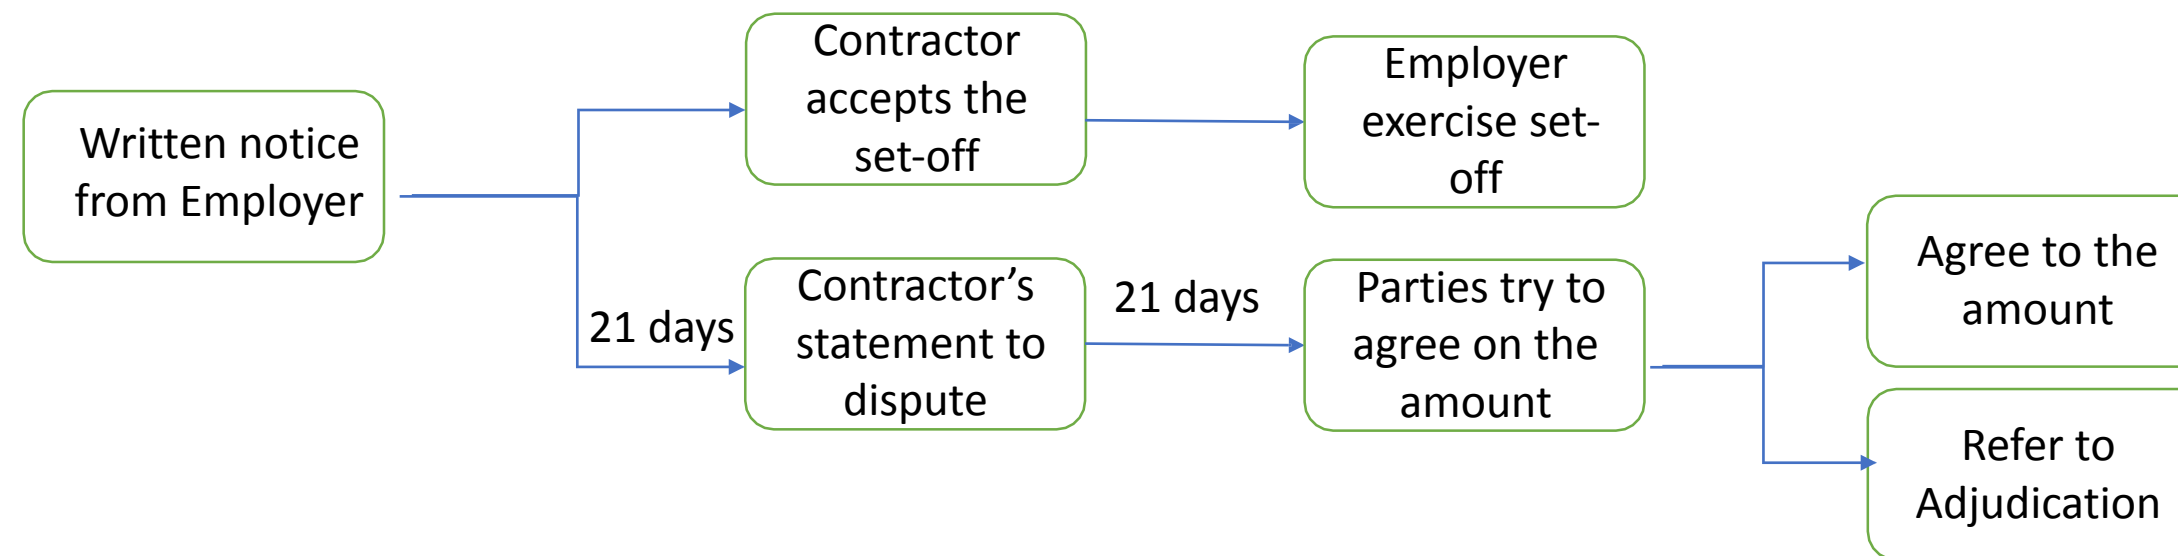 Written notice
from Employer
Contractor
accepts the
set-off
Employer
exercise set-
off
21 days
Contractor’s
statement to
dispute
21 days
Parties try to
agree on the
amount
Agree to the
amount
Refer to
Adjudication